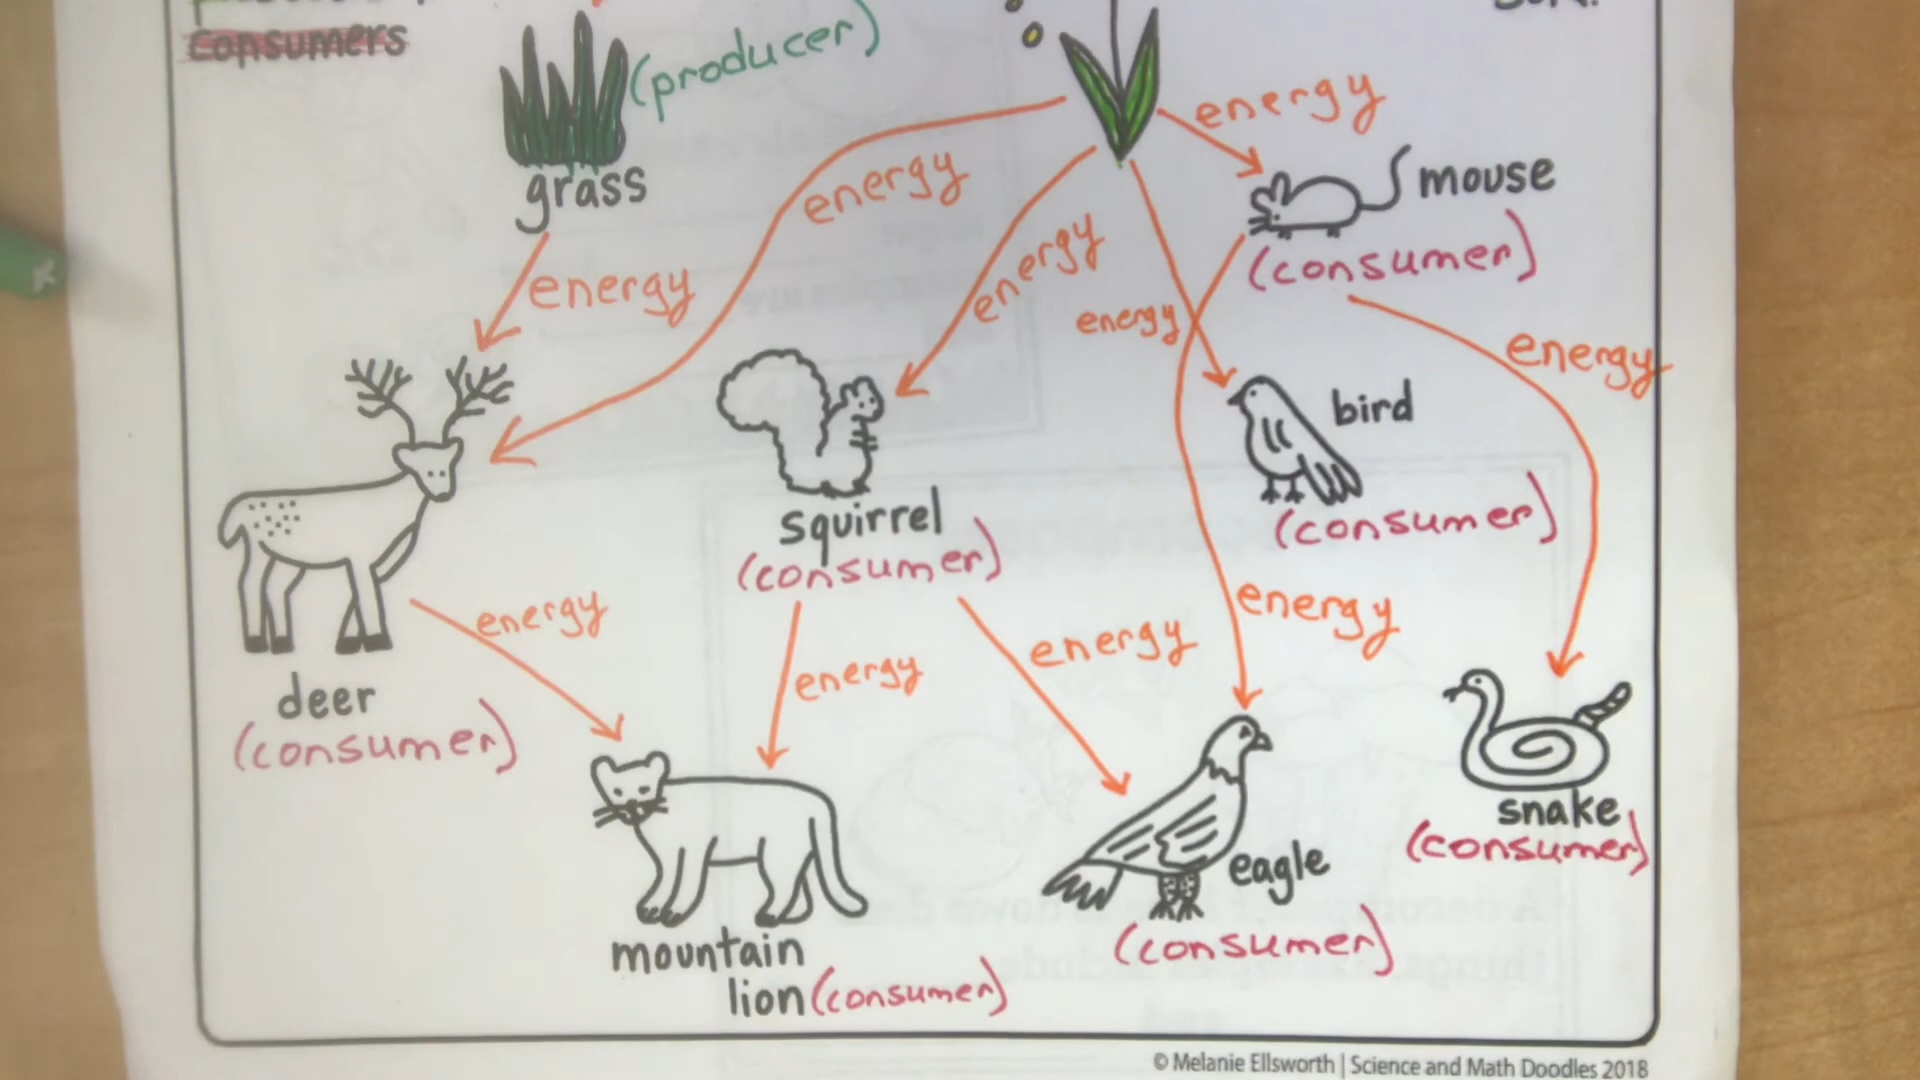 consumers
(producer)
grass
energy
energy
energy
energy
energy
mouse
(consumer)
energy
bird
(consumer)
squirrel
(consumer)
deer
(consumer)
energy
energy
energy
energy
snake
(consumer)
eagle
(consumer)
mountain
lion (consumer)
© Melanie Ellsworth | Science and Math Doodles 2018